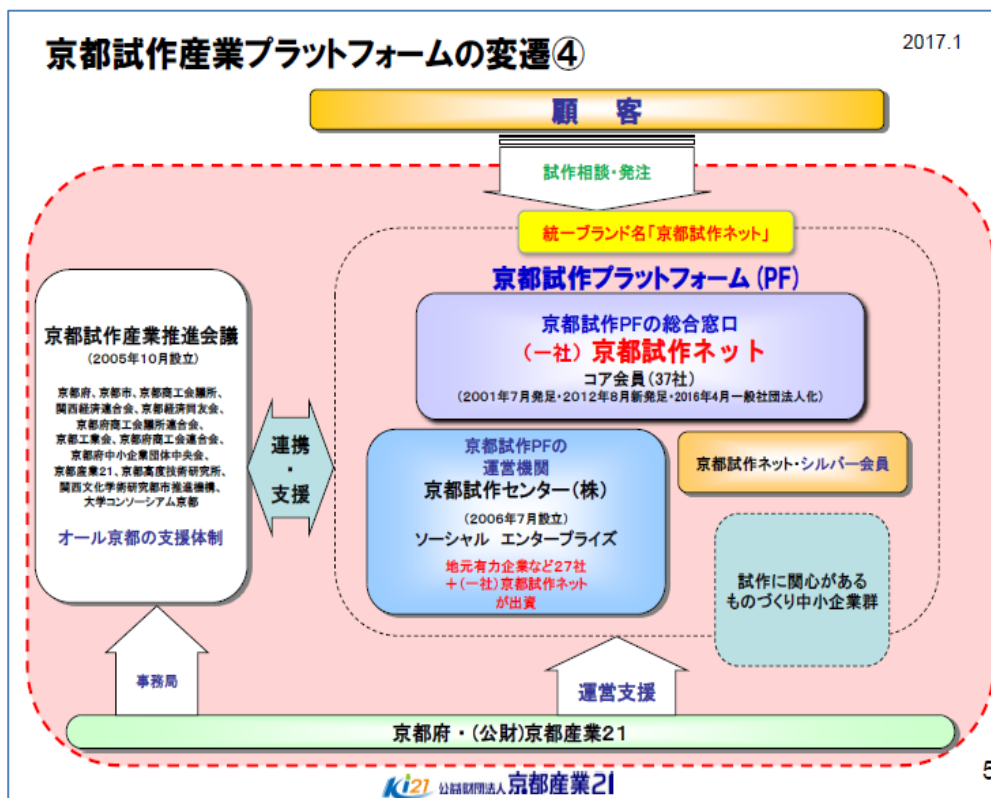 京都試作産業プラットフォームの変遷④
2017.1
顧 客
試作相談・発注
統一ブランド名「京都試作ネット」
京都試作プラットフォーム(PF)
京都試作PFの総合窓口
(一社) 京都試作ネット
コア会員(37社)
(2001年7月発足・2012年8月新発足・2016年4月一般社団法人化)
京都試作産業推進会議
(2005年10月設立)
京都府、京都市、京都商工会議所、
関西経済連合会、京都経済同友会、
京都府商工会議所連合会、
京都工業会、京都府商工会連合会、
京都府中小企業団体中央会、
京都産業21、京都高度技術研究所、
関西文化学術研究都市推進機構、
大学コンソーシアム京都
オール京都の支援体制
連携
・
支援
京都試作PFの
運営機関
京都試作センター(株)
(2006年7月設立)
ソーシャル エンタープライズ
地元有力企業など27社
+(一社)京都試作ネット
が出資
京都試作ネット・シルバー会員
試作に関心がある
ものづくり中小企業群
事務局
運営支援
京都府・(公財)京都産業21
Ki21 公益財団法人京都産業21
5